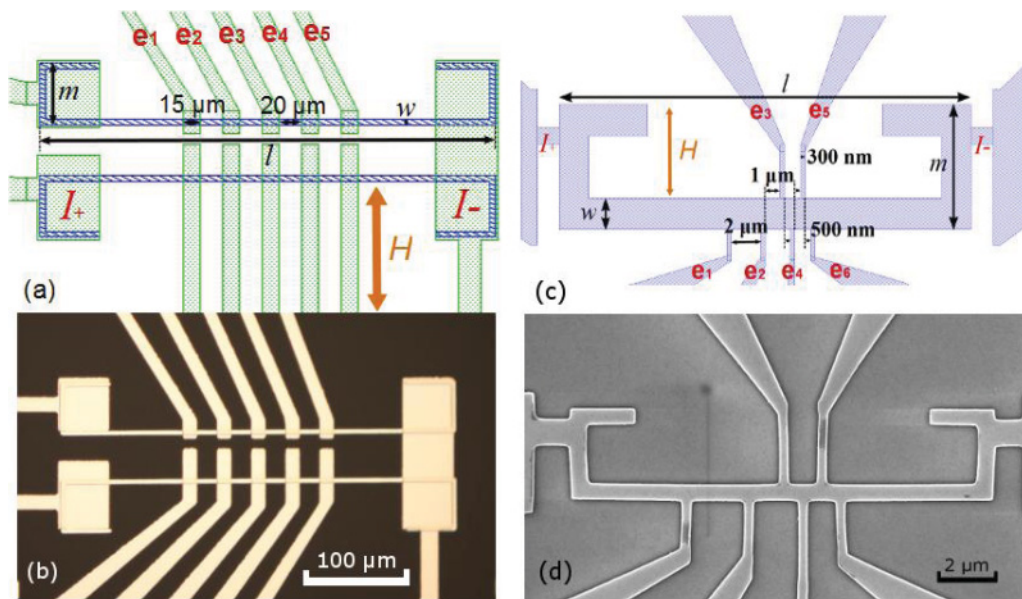 e1 e2 e3 e4 e5
m
15 μm
20 μm
w
l
I+
I-
H
(a)
(b)
100 μm
l
e3
e5
I+
I-
H
300 nm
m
1 μm
w
2 μm
500 nm
e1
e2
e4
e6
(c)
(d)
2 μm